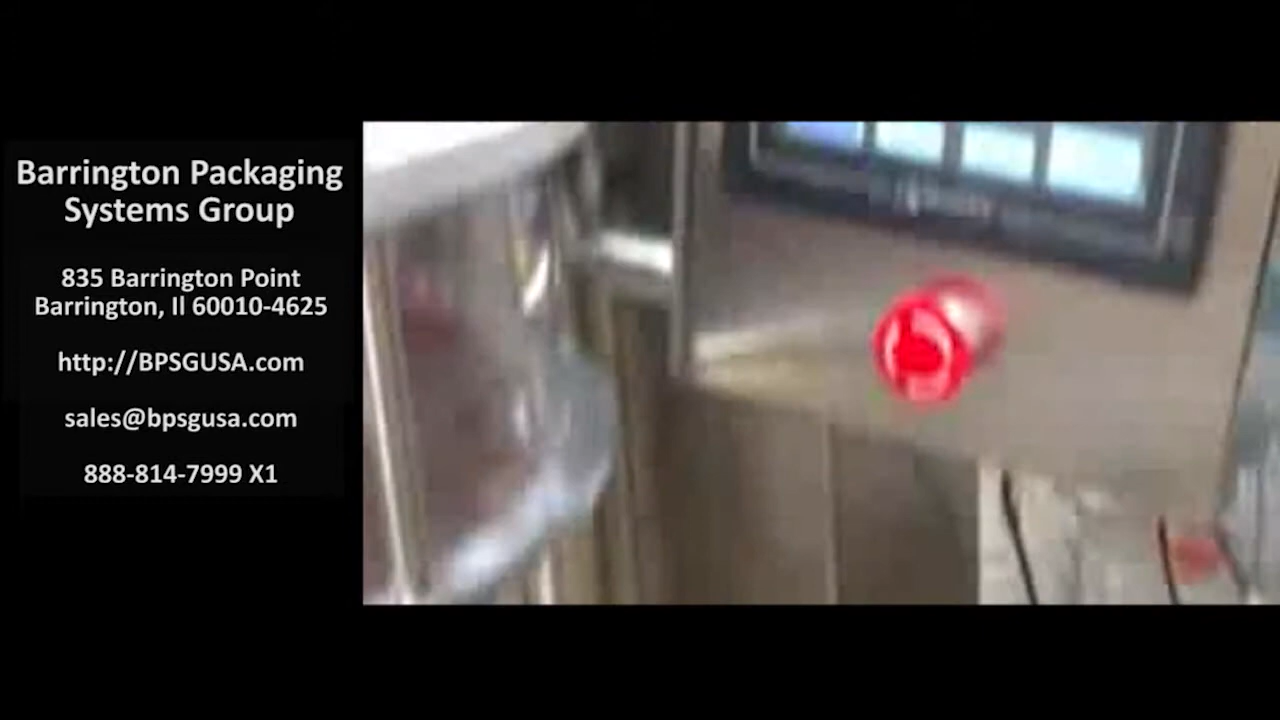 Barrington Packaging
Systems Group
835 Barrington Point
Barrington, Il 60010-4625
http://BPSGUSA.com
sales@bpsgusa.com
888-814-7999 X1